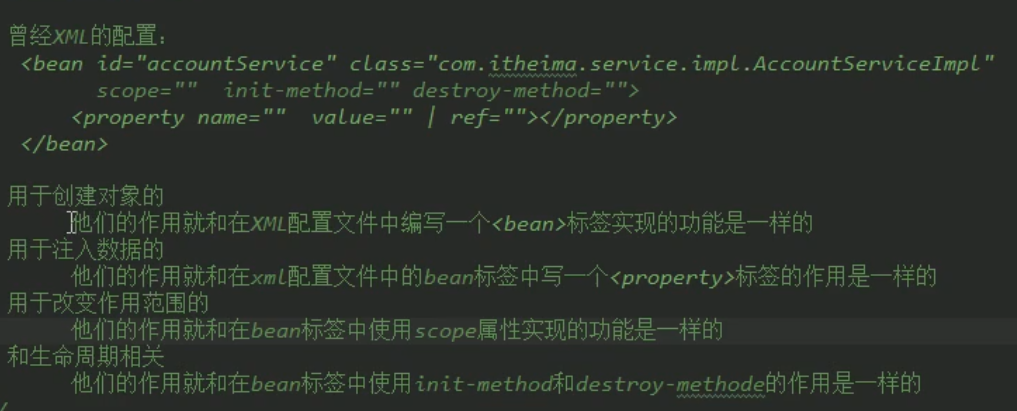 曾经XML的配置：
<bean id="accountService" class="com.itheima.service.impl.AccountServiceImpl"
scope="" init-method="" destroy-method="">
<property name="" value="" | ref=""></property>
</bean>
用于创建对象的
他们的作用就和在XML配置文件中编写一个<bean>标签实现的功能是一样的
用于注入数据的
他们的作用就和在xml配置文件中的bean标签中写一个<property>标签的作用是一样的
用于改变作用范围的
他们的作用就和在bean标签中使用scope属性实现的功能是一样的
和生命周期相关
他们的作用就和在bean标签中使用init-method和destroy-methode的作用是一样的